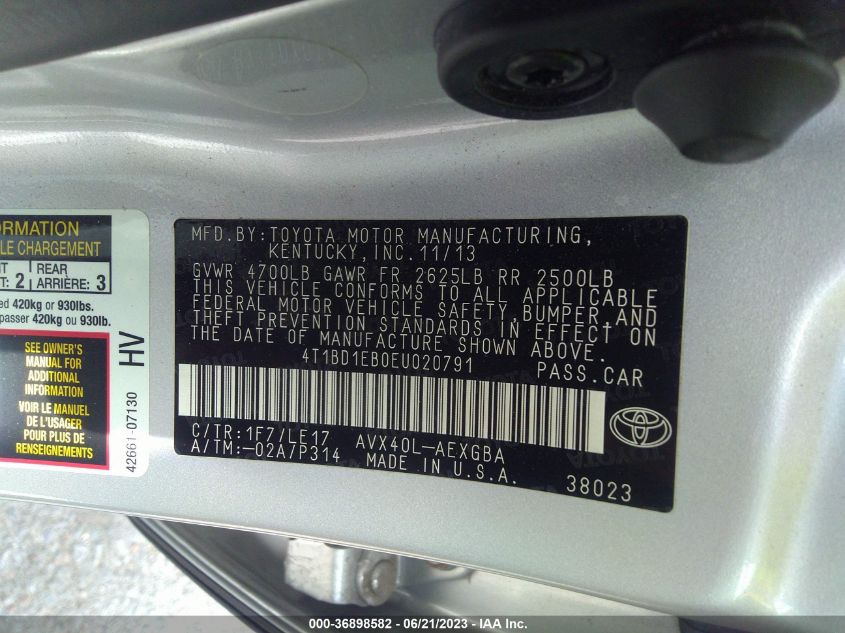 ORMATION
LE CHARGEMENT
NT REAR
T: 2 ARRIÈRE: 3
ed 420kg or 930lbs.
passer 420kg ou 930lb.
SEE OWNER'S
MANUAL FOR
ADDITIONAL
INFORMATION
VOIR LE MANUEL
DE L'USAGER
POUR PLUS DE
RENSEIGNEMENTS
HV
42661-07130
MFD.BY:TOYOTA MOTOR MANUFACTURING,
KENTUCKY, INC. 11/13
GVWR 4700LB GAWR FR 2625LB RR 2500LB
THIS VEHICLE CONFORMS TO ALL APPLICABLE
FEDERAL MOTOR VEHICLE SAFETY,BUMPER,AND
THEFT PREVENTION STANDARDS IN EFFECT ON
THE DATE OF MANUFACTURE SHOWN ABOVE.
4T1BD1EB0EU020791 PASS.CAR
C/TR:1F7/LE17 AVX40L-AEXGBA
A/TM:-02A7P314 MADE IN U.S.A.
38023
000-36898582 - 06/21/2023 - IAA Inc.